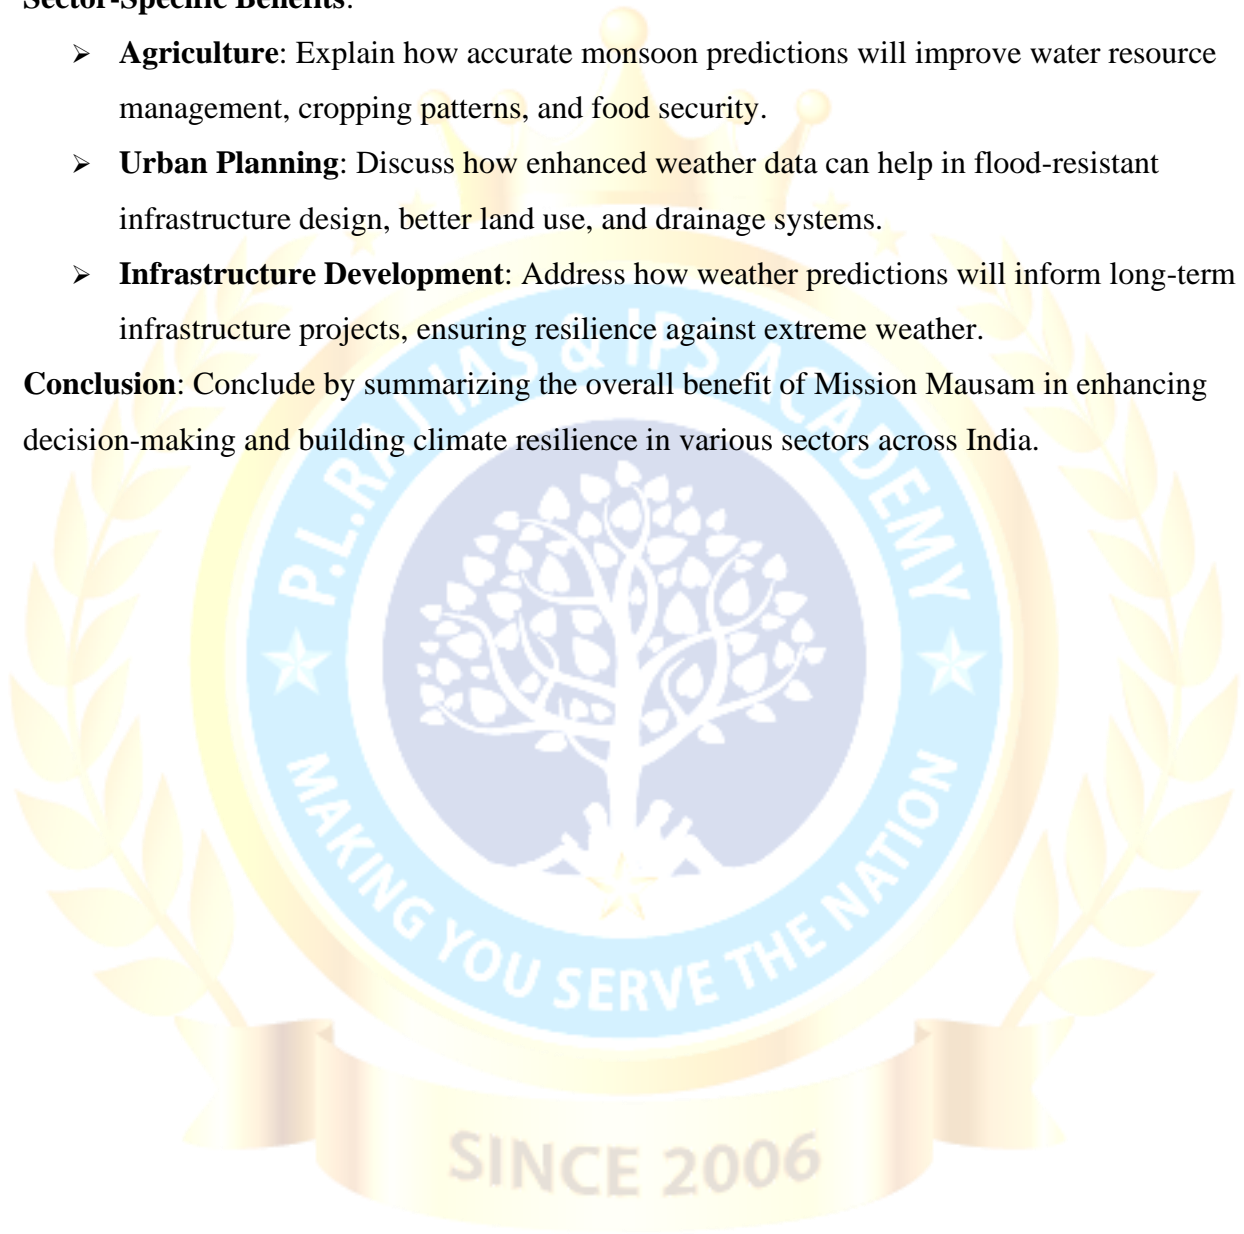 Sector-Specific Benefits:
➢ Agriculture: Explain how accurate monsoon predictions will improve water resource
management, cropping patterns, and food security.
➢ Urban Planning: Discuss how enhanced weather data can help in flood-resistant
infrastructure design, better land use, and drainage systems.
➢ Infrastructure Development: Address how weather predictions will inform long-term
infrastructure projects, ensuring resilience against extreme weather.
Conclusion: Conclude by summarizing the overall benefit of Mission Mausam in enhancing
decision-making and building climate resilience in various sectors across India.
P.L.RAJ IAS & IPS ACADEMY
MAKING YOU SERVE THE NATION
SINCE 2006